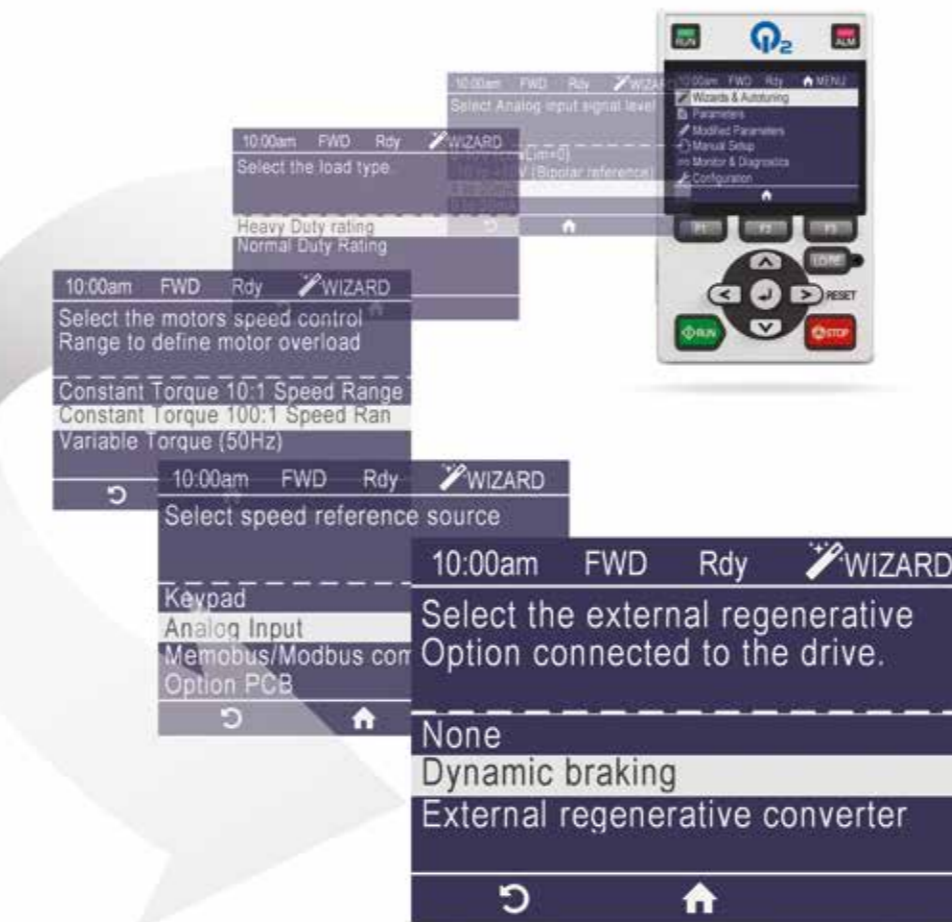 RUN
Q2
ALM
10:00am FWD Rdy MENU
Wizards & Autotuning
Parameters
Modified Parameters
Manual Setup
Monitor & Diagnostics
Configuration
F1 F2 F3
LO/RE
RESET
RUN
STOP
10:00am FWD Rdy WIZARD
Select Analog input signal level
(Bipolar reference)
10:00am FWD Rdy WIZARD
Select the load type.
Heavy Duty rating
Normal Duty Rating
10:00am FWD Rdy WIZARD
Select the motors speed control
Range to define motor overload
Constant Torque 10:1 Speed Range
Constant Torque 100:1 Speed Ran
Variable Torque (50Hz)
10:00am FWD Rdy WIZARD
Select speed reference source
Keypad
Analog Input
Memobus/Modbus com
Option PCB
10:00am FWD Rdy WIZARD
Select the external regenerative
Option connected to the drive.
None
Dynamic braking
External regenerative converter